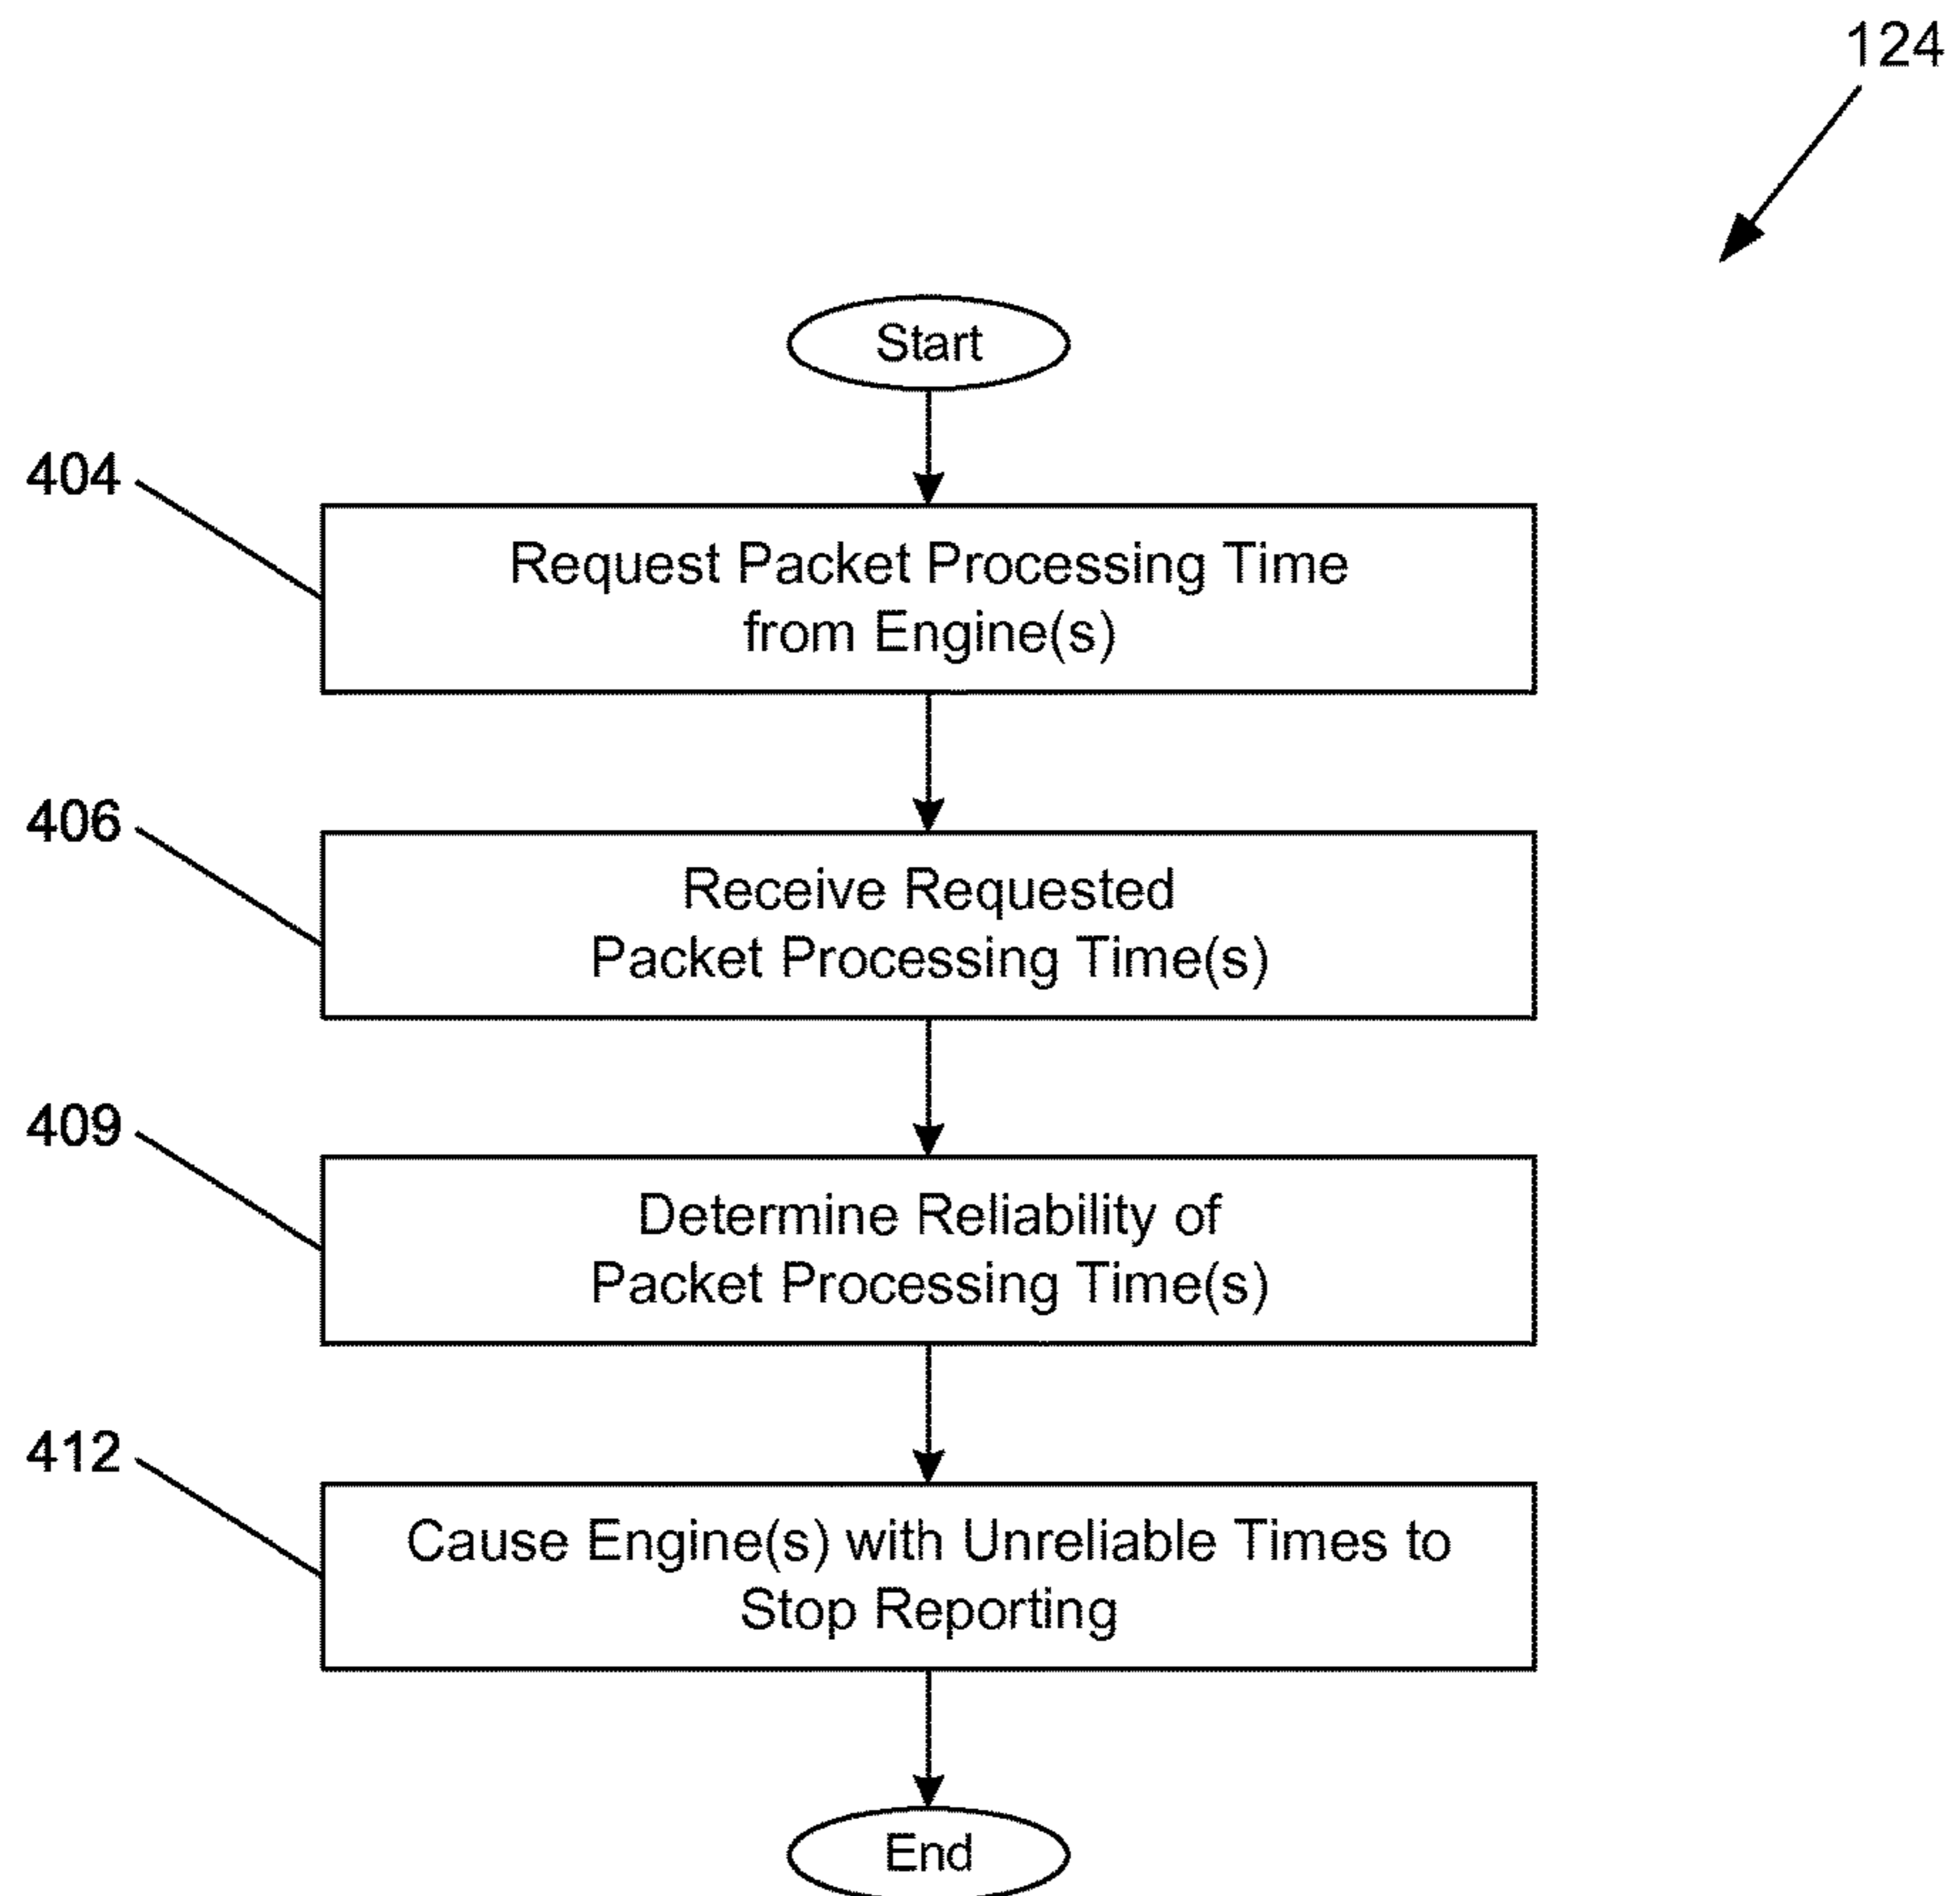 124
Start
404
Request Packet Processing Time
from Engine(s)
406
Receive Requested
Packet Processing Time(s)
409
Determine Reliability of
Packet Processing Time(s)
412
Cause Engine(s) with Unreliable Times to
Stop Reporting
End